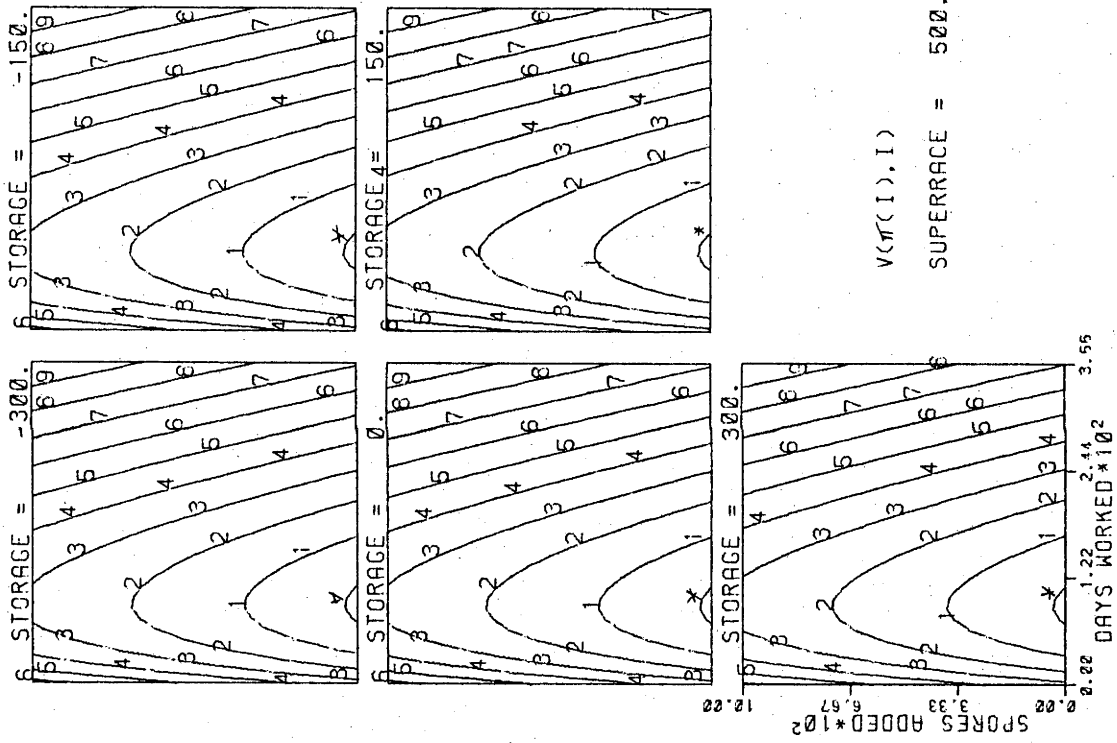 STORAGE = -300.
STORAGE = -150.
STORAGE = 0.
STORAGE = 150.
STORAGE = 300.
SPORES ADDED*10²
10.00
6.67
3.33
0.00
0.00 1.22 2.44 3.56
DAYS WORKED*10²
V(π(I),I)
SUPERRACE = 500.